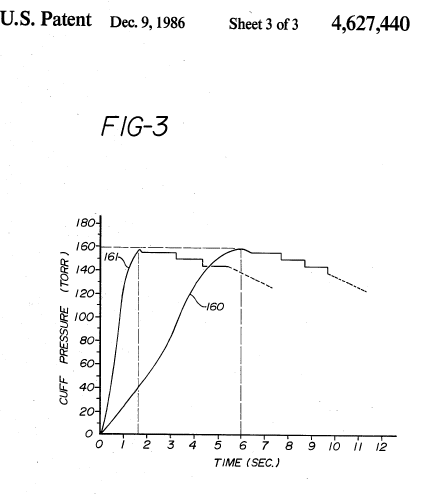 U.S. Patent Dec. 9, 1986 Sheet 3 of 3 4,627,440
FIG-3
CUFF PRESSURE (TORR)
180
160
140
120
100
80
60
40
20
0
161
160
0 1 2 3 4 5 6 7 8 9 10 11 12
TIME (SEC.)